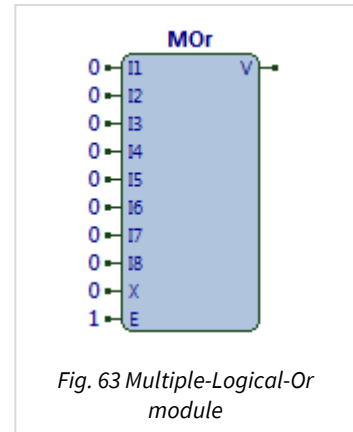 MOr
0 I1 V
0 I2
0 I3
0 I4
0 I5
0 I6
0 I7
0 I8
0 X
1 E
Fig. 63 Multiple-Logical-Or
module